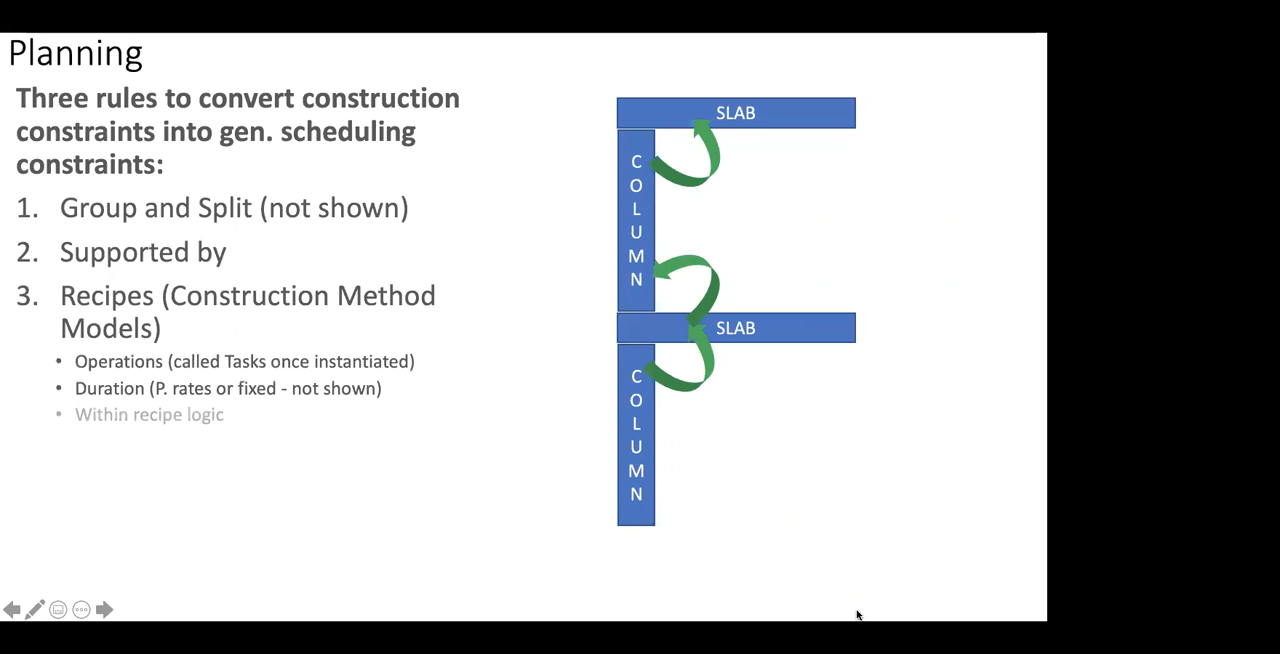 Planning
Three rules to convert construction
constraints into gen. scheduling
constraints:
1. Group and Split (not shown)
2. Supported by
3. Recipes (Construction Method
Models)
• Operations (called Tasks once instantiated)
• Duration (P. rates or fixed - not shown)
• Within recipe logic
SLAB
COLUMN
SLAB
COLUMN